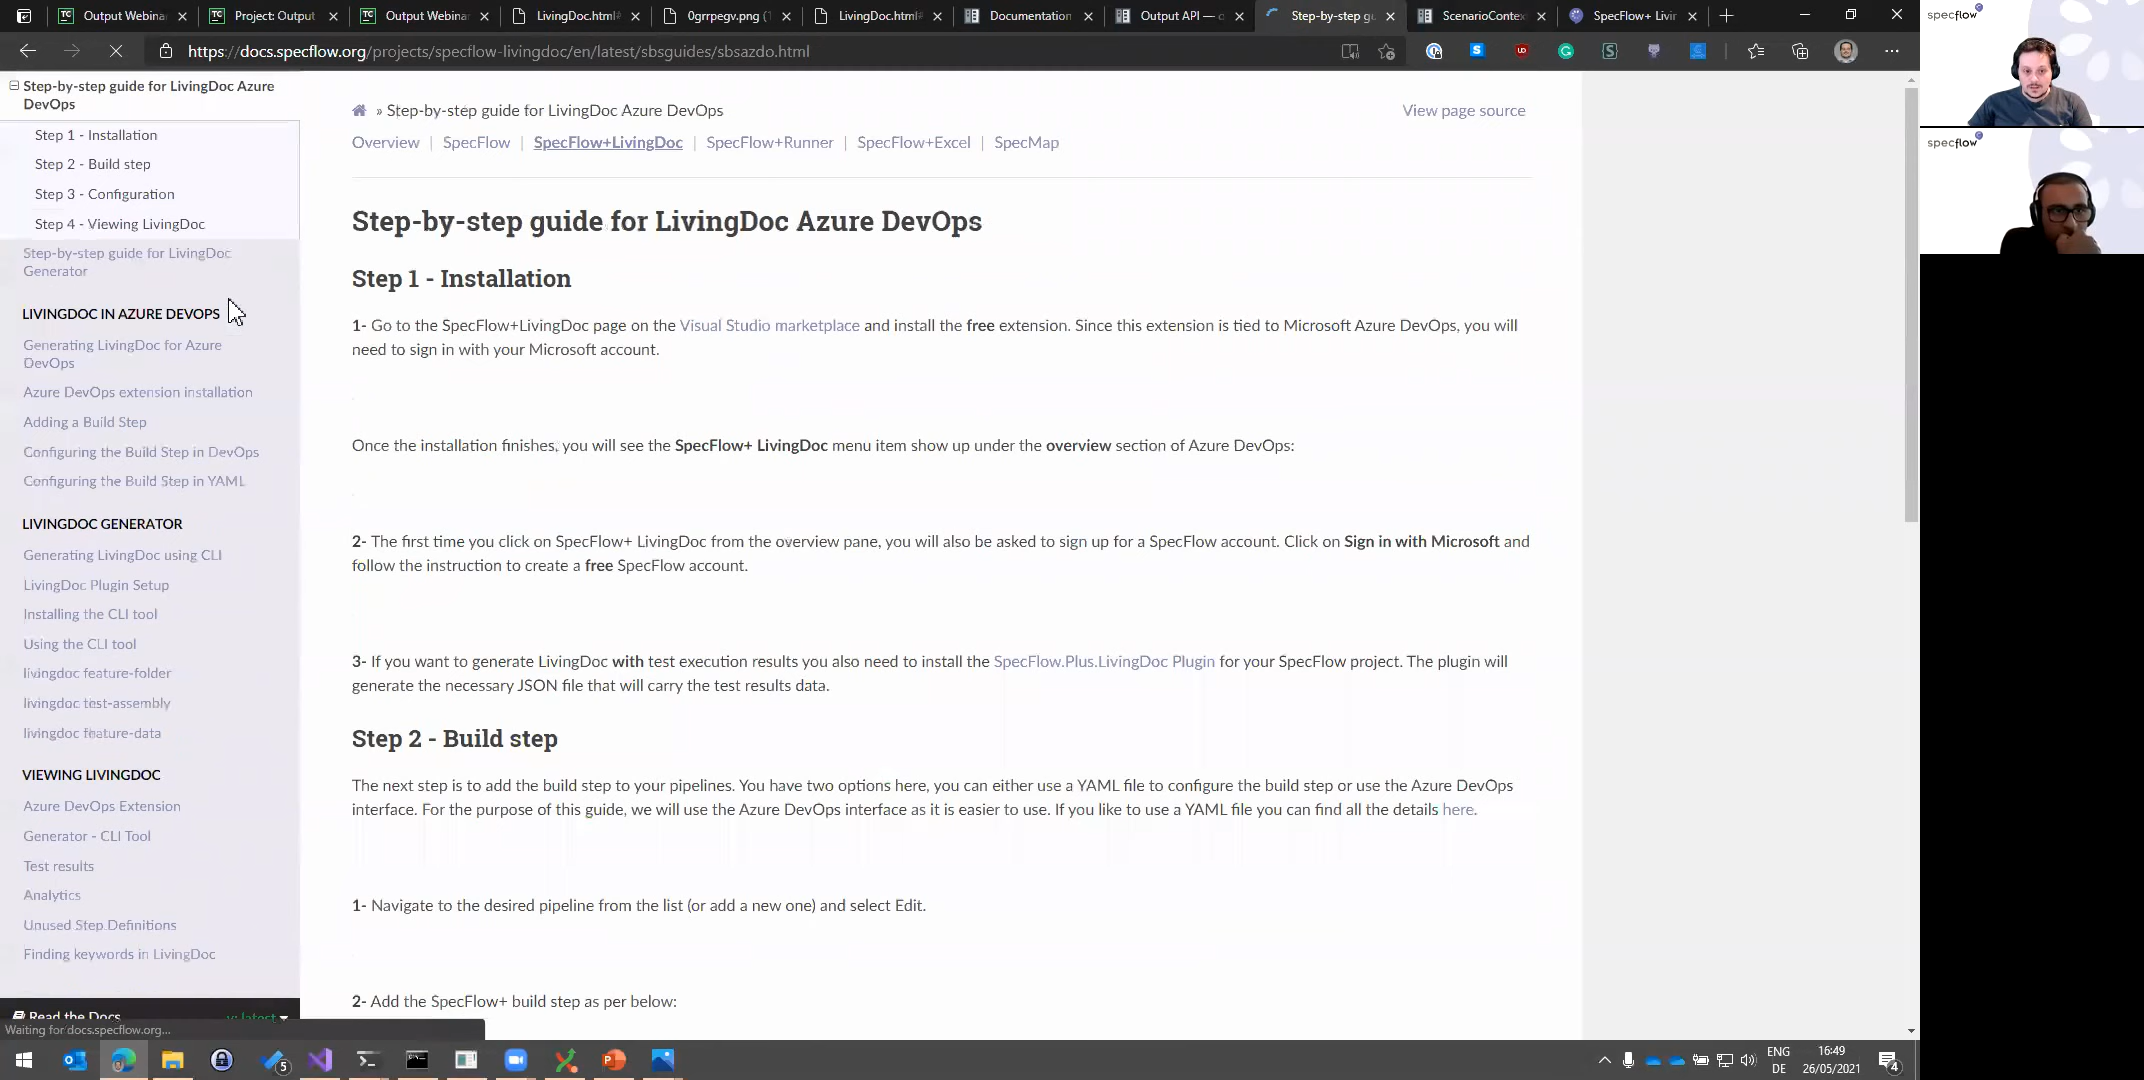 Output Webinar
Project: Output
Output Webinar
LivingDoc.html#
0grrpegv.png (1
LivingDoc.html#
Documentation
Output API — c
Step-by-step gu
ScenarioContext
SpecFlow+ Livin
https://docs.specflow.org/projects/specflow-livingdoc/en/latest/sbsguides/sbsazdo.html
specflow
specflow
Step-by-step guide for LivingDoc Azure
DevOps
Step 1 - Installation
Step 2 - Build step
Step 3 - Configuration
Step 4 - Viewing LivingDoc
Step-by-step guide for LivingDoc
Generator
LIVINGDOC IN AZURE DEVOPS
Generating LivingDoc for Azure
DevOps
Azure DevOps extension installation
Adding a Build Step
Configuring the Build Step in DevOps
Configuring the Build Step in YAML
LIVINGDOC GENERATOR
Generating LivingDoc using CLI
LivingDoc Plugin Setup
Installing the CLI tool
Using the CLI tool
livingdoc feature-folder
livingdoc test-assembly
livingdoc feature-data
VIEWING LIVINGDOC
Azure DevOps Extension
Generator - CLI Tool
Test results
Analytics
Unused Step Definitions
Finding keywords in LivingDoc
Read the Docs
v: latest
Waiting for docs.specflow.org...
» Step-by-step guide for LivingDoc Azure DevOps
View page source
Overview | SpecFlow | SpecFlow+LivingDoc | SpecFlow+Runner | SpecFlow+Excel | SpecMap
Step-by-step guide for LivingDoc Azure DevOps
Step 1 - Installation
1- Go to the SpecFlow+LivingDoc page on the Visual Studio marketplace and install the free extension. Since this extension is tied to Microsoft Azure DevOps, you will
need to sign in with your Microsoft account.
Once the installation finishes, you will see the SpecFlow+ LivingDoc menu item show up under the overview section of Azure DevOps:
2- The first time you click on SpecFlow+ LivingDoc from the overview pane, you will also be asked to sign up for a SpecFlow account. Click on Sign in with Microsoft and
follow the instruction to create a free SpecFlow account.
3- If you want to generate LivingDoc with test execution results you also need to install the SpecFlow.Plus.LivingDoc Plugin for your SpecFlow project. The plugin will
generate the necessary JSON file that will carry the test results data.
Step 2 - Build step
The next step is to add the build step to your pipelines. You have two options here, you can either use a YAML file to configure the build step or use the Azure DevOps
interface. For the purpose of this guide, we will use the Azure DevOps interface as it is easier to use. If you like to use a YAML file you can find all the details here.
1- Navigate to the desired pipeline from the list (or add a new one) and select Edit.
2- Add the SpecFlow+ build step as per below:
5
ENG
DE
16:49
26/05/2021
4